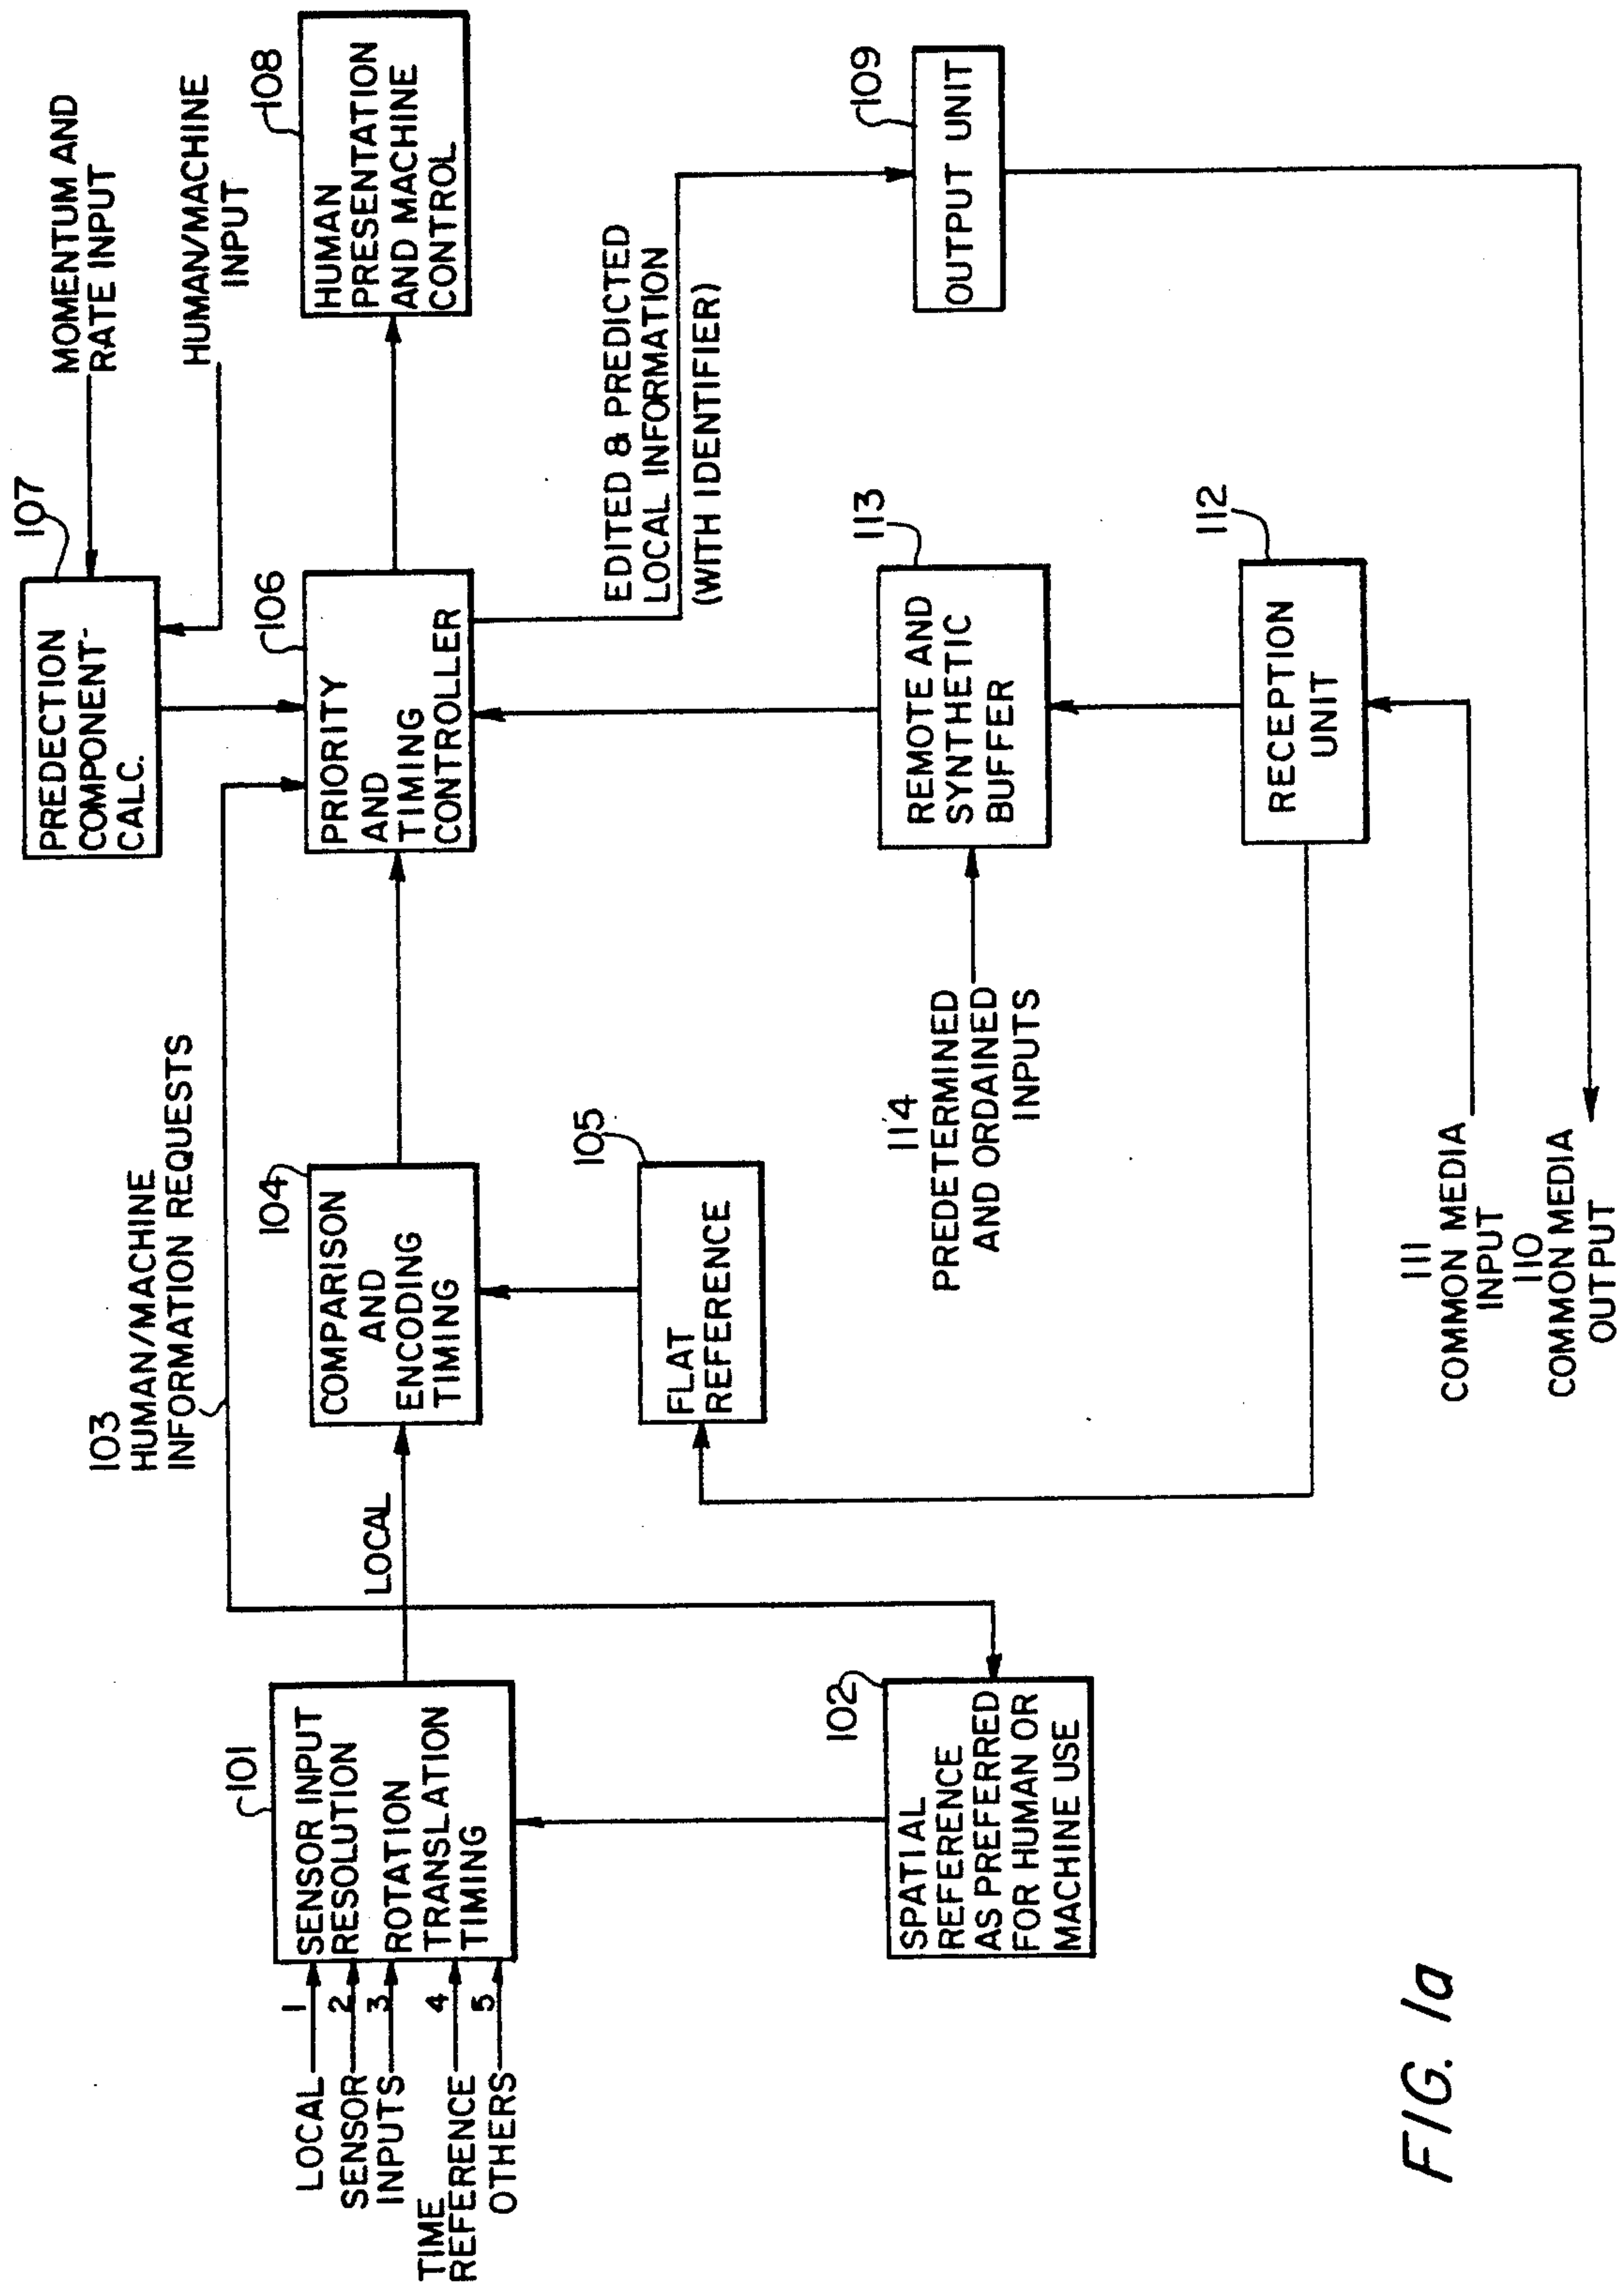 MOMENTUM AND
RATE INPUT
HUMAN/MACHINE
INPUT
107
PREDECTION
COMPONENT-
CALC.
103
HUMAN/MACHINE
INFORMATION REQUESTS
101
SENSOR INPUT
RESOLUTION
ROTATION
TRANSLATION
TIMING
LOCAL
SENSOR
INPUTS
TIME
REFERENCE
OTHERS
1
2
3
4
5
LOCAL
104
COMPARISON
AND
ENCODING
TIMING
106
PRIORITY
AND
TIMING
CONTROLLER
108
HUMAN
PRESENTATION
AND MACHINE
CONTROL
105
FLAT
REFERENCE
EDITED & PREDICTED
LOCAL INFORMATION
(WITH IDENTIFIER)
102
SPATIAL
REFERENCE
AS PREFERRED
FOR HUMAN OR
MACHINE USE
114
PREDETERMINED
AND ORDAINED
INPUTS
113
REMOTE AND
SYNTHETIC
BUFFER
109
OUTPUT UNIT
112
RECEPTION
UNIT
111
COMMON MEDIA
INPUT
110
COMMON MEDIA
OUTPUT
FIG. 1a